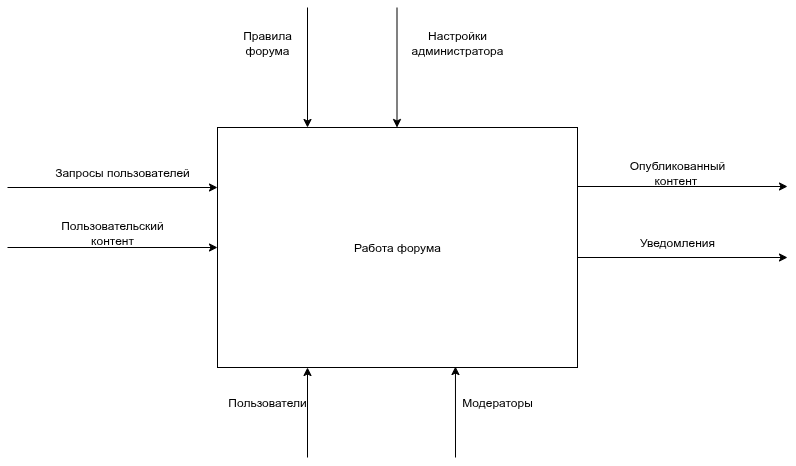 Правила
форума
Настройки
администратора
Запросы пользователей
Пользовательский
контент
Работа форума
Опубликованный
контент
Уведомления
Пользователи
Модераторы